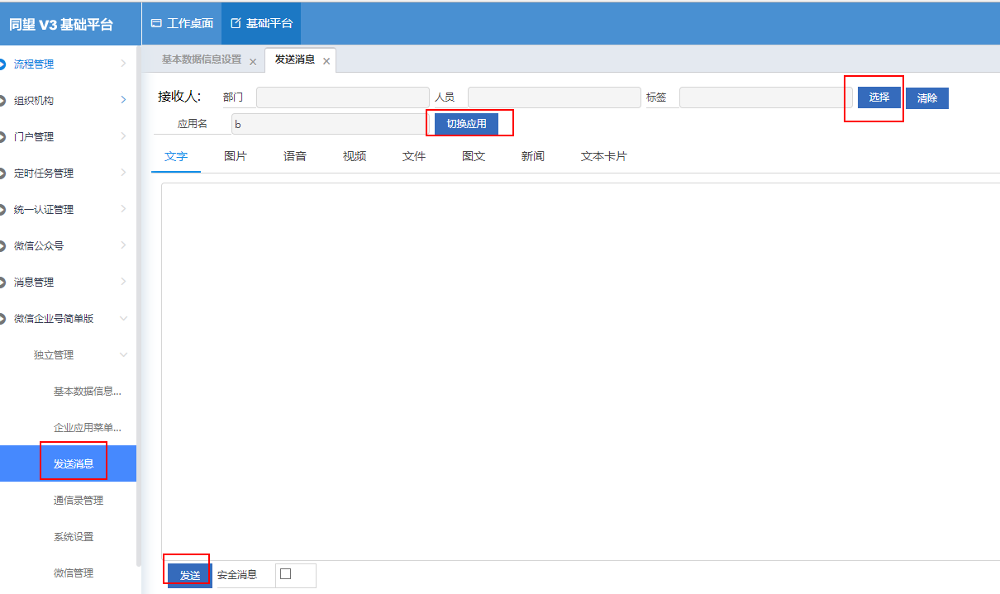 同望 V3 基础平台
工作桌面 基础平台
基本数据信息设置 发送消息
流程管理
组织机构
门户管理
定时任务管理
统一认证管理
微信公众号
消息管理
微信企业号简单版
独立管理
基本数据信息...
企业应用菜单...
发送消息
通信录管理
系统设置
微信管理
接收人: 部门 人员 标签 选择 清除
应用名 b 切换应用
文字 图片 语音 视频 文件 图文 新闻 文本卡片
发送 安全消息